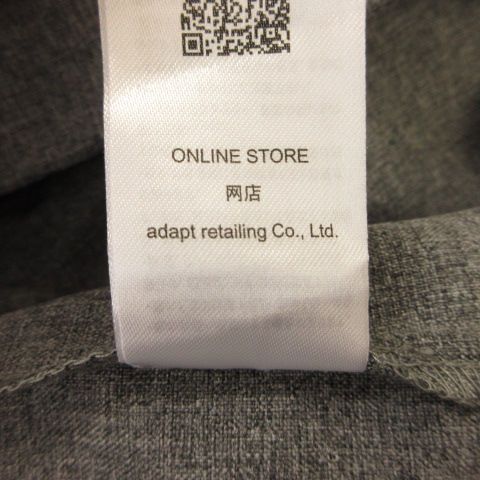 ONLINE STORE
网店
adapt retailing Co., Ltd.